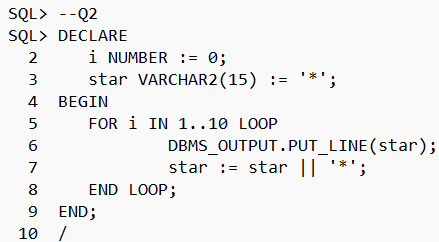 SQL> --Q2
SQL> DECLARE
  2     i NUMBER := 0;
  3     star VARCHAR2(15) := '*';
  4  BEGIN
  5     FOR i IN 1..10 LOOP
  6             DBMS_OUTPUT.PUT_LINE(star);
  7             star := star || '*';
  8     END LOOP;
  9  END;
 10  /